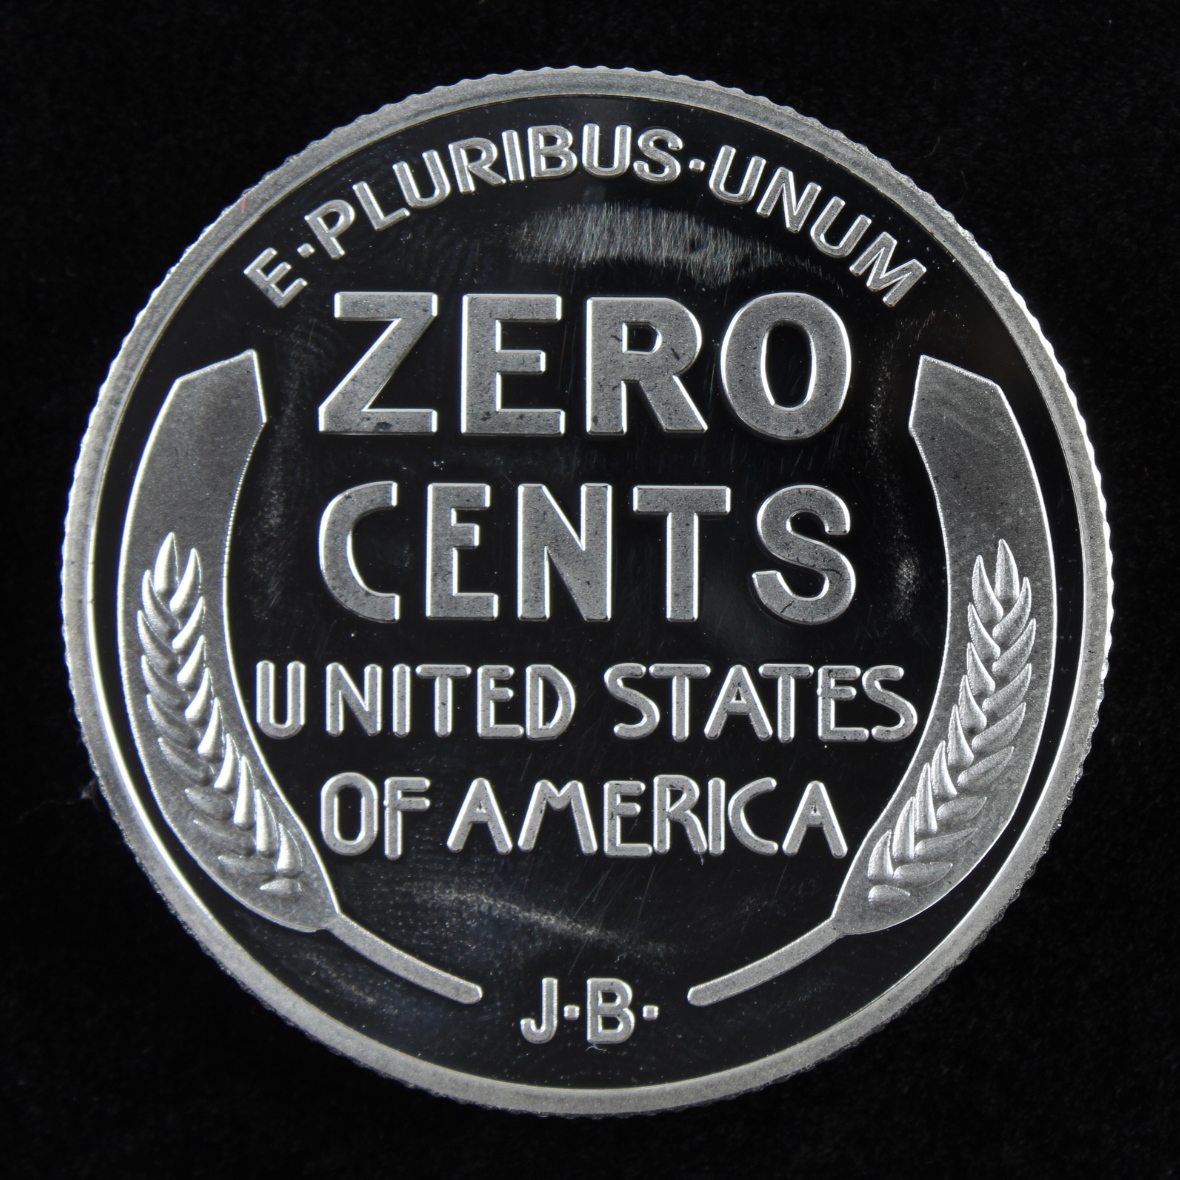 E·PLURIBUS·UNUM
ZERO
CENTS
UNITED STATES
OF AMERICA
J·B·